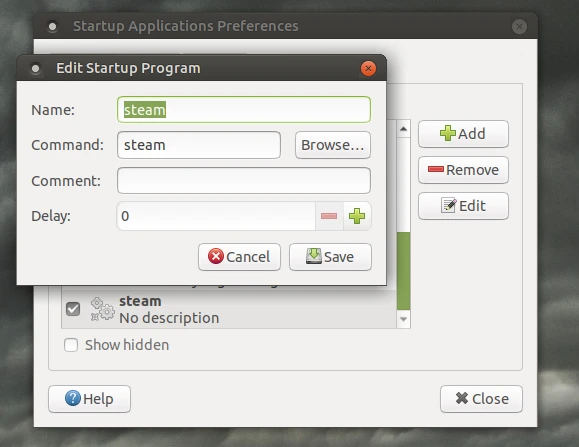 Startup Applications Preferences
Edit Startup Program
Name: steam
Command: steam Browse...
Comment:
Delay: 0
Cancel Save
Add
Remove
Edit
steam
No description
Show hidden
Help Close